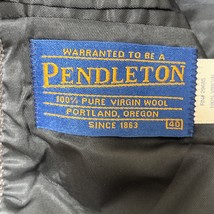 WARRANTED TO BE A
PENDLETON
100% PURE VIRGIN WOOL
PORTLAND, OREGON
SINCE 1863
40